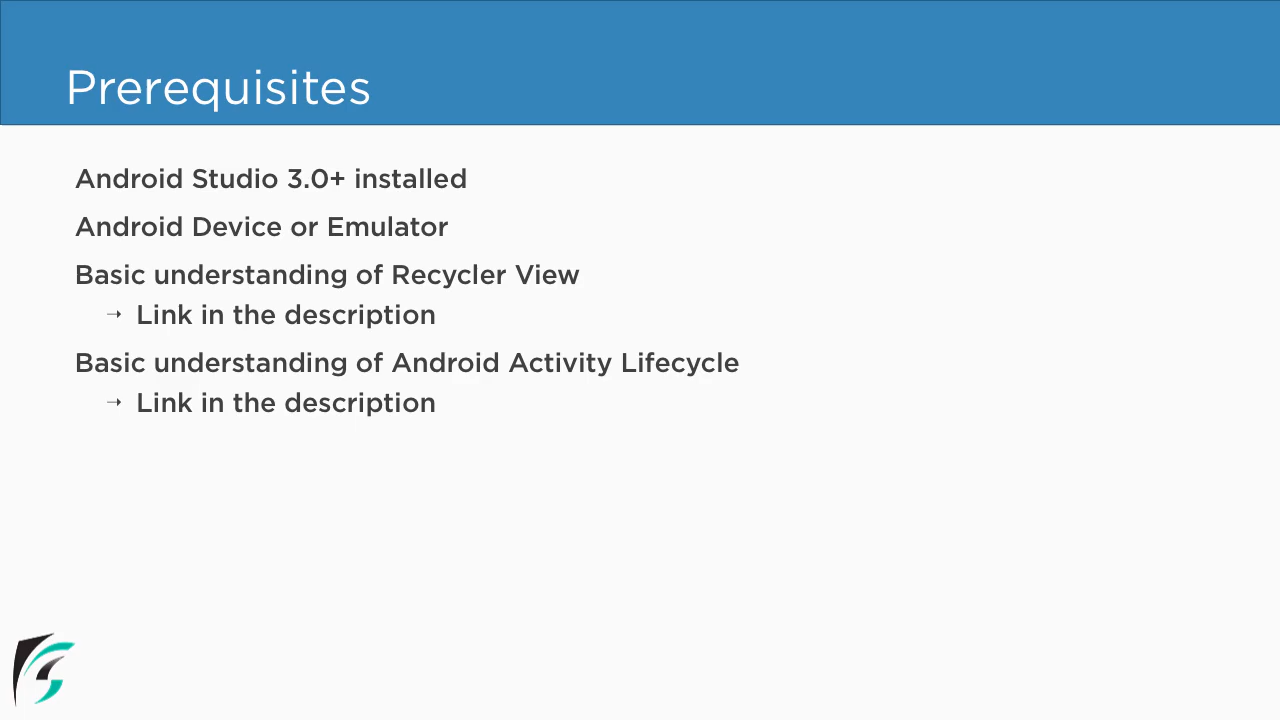 Prerequisites
Android Studio 3.0+ installed
Android Device or Emulator
Basic understanding of Recycler View
➝ Link in the description
Basic understanding of Android Activity Lifecycle
➝ Link in the description